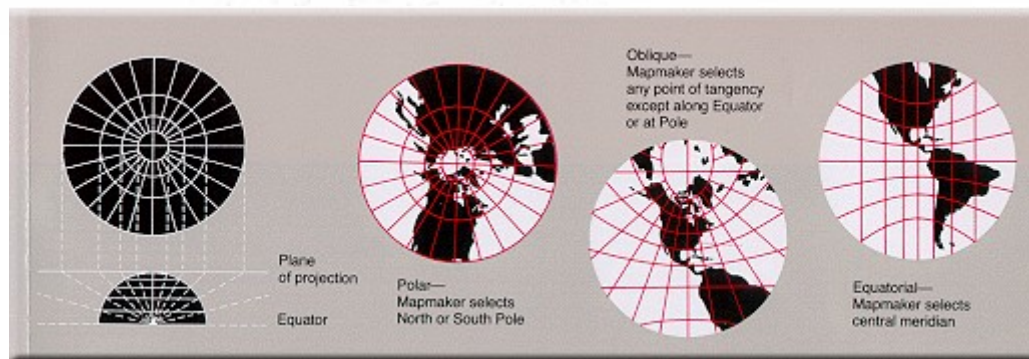 Plane
of projection
Equator
Polar—
Mapmaker selects
North or South Pole
Oblique—
Mapmaker selects
any point of tangency
except along Equator
or at Pole
Equatorial—
Mapmaker selects
central meridian